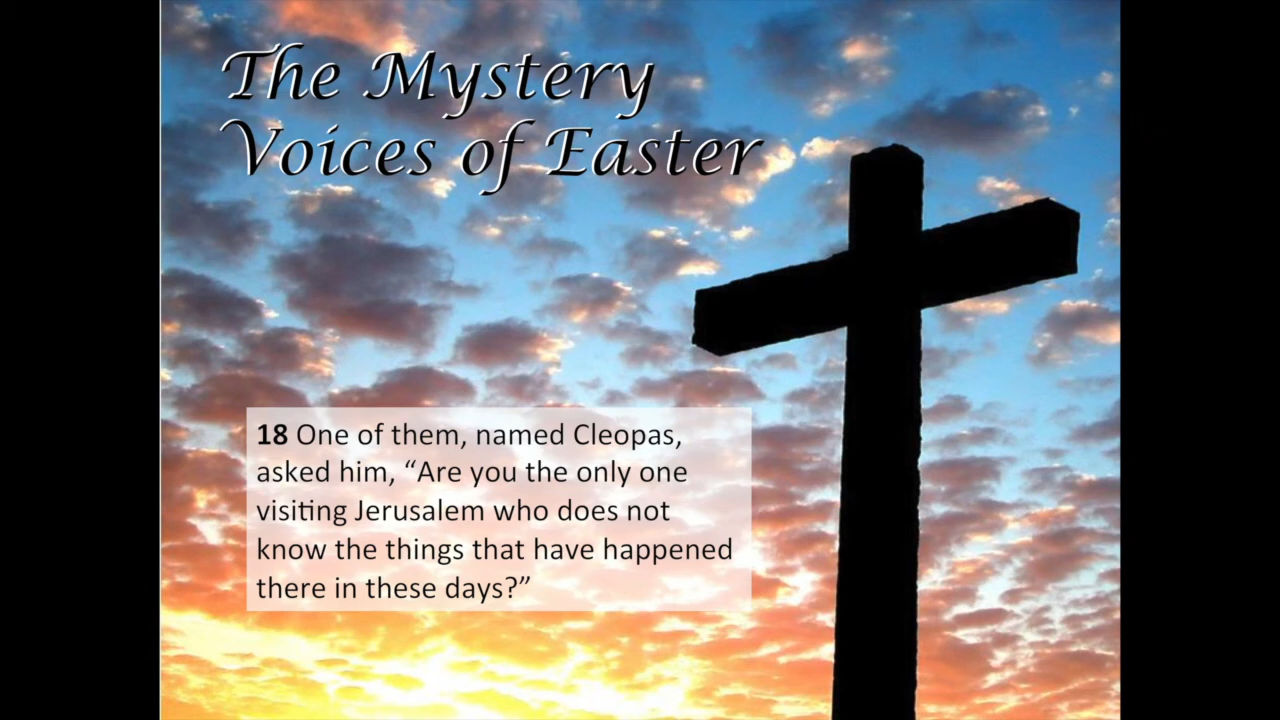 The Mystery
Voices of Easter
18 One of them, named Cleopas,
asked him, “Are you the only one
visiting Jerusalem who does not
know the things that have happened
there in these days?”